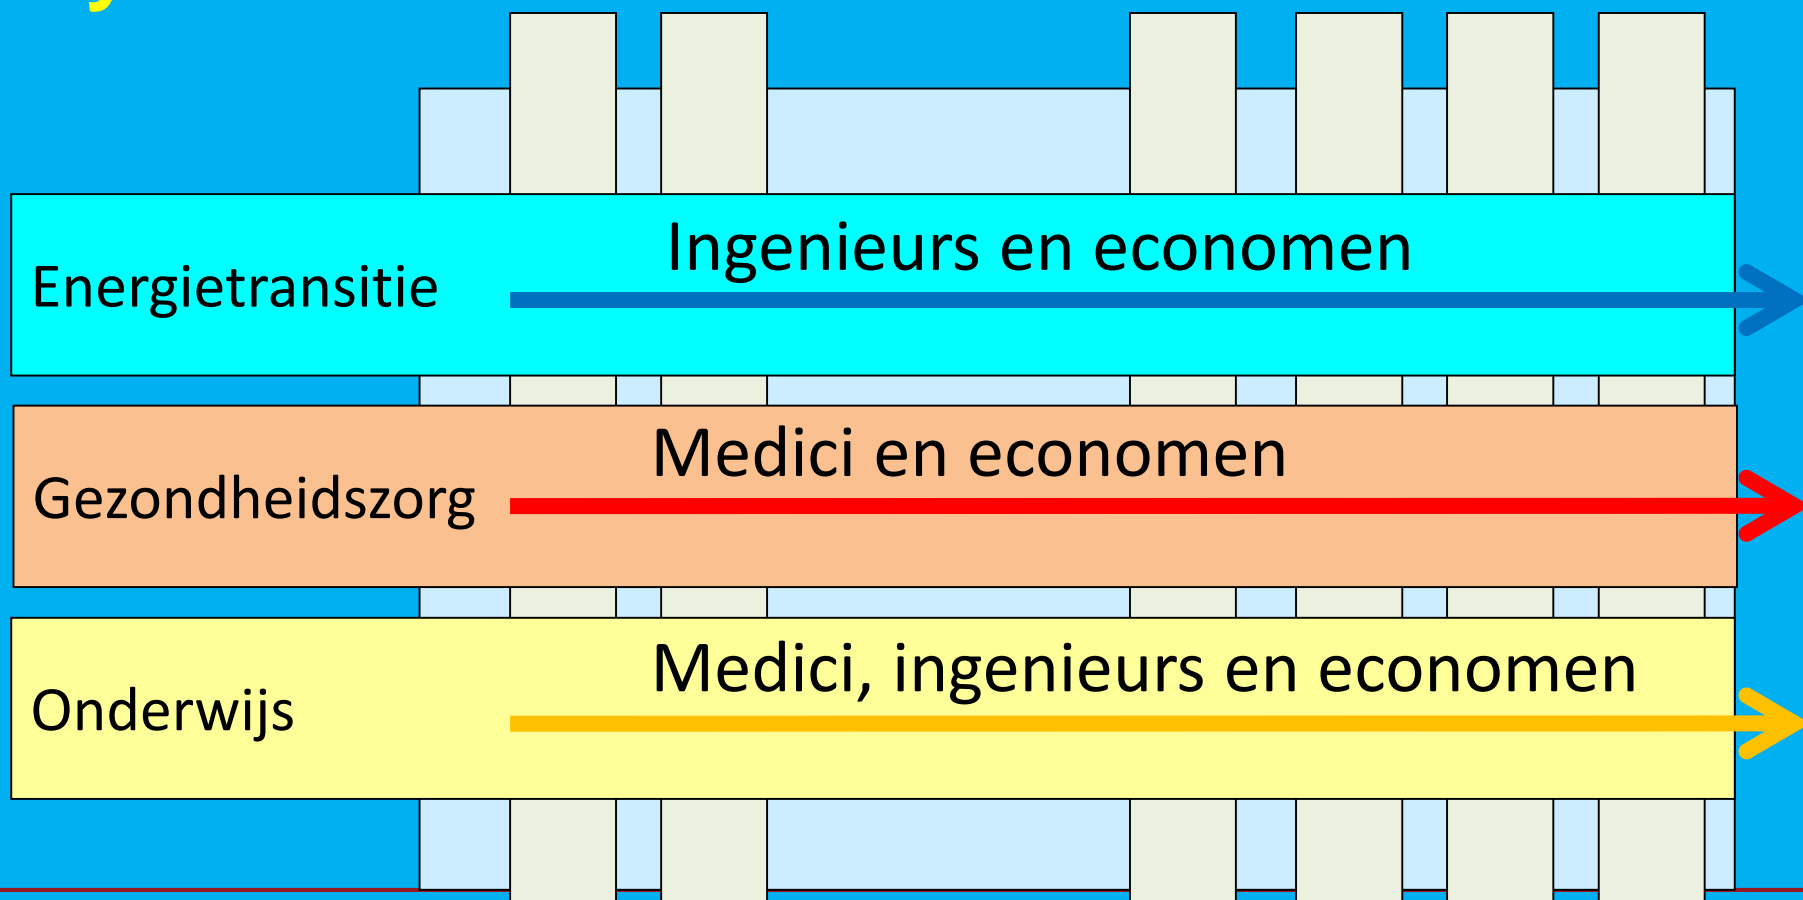 Ingenieurs en economen
Energietransitie
Medici en economen
Gezondheidszorg
Medici, ingenieurs en economen
Onderwijs